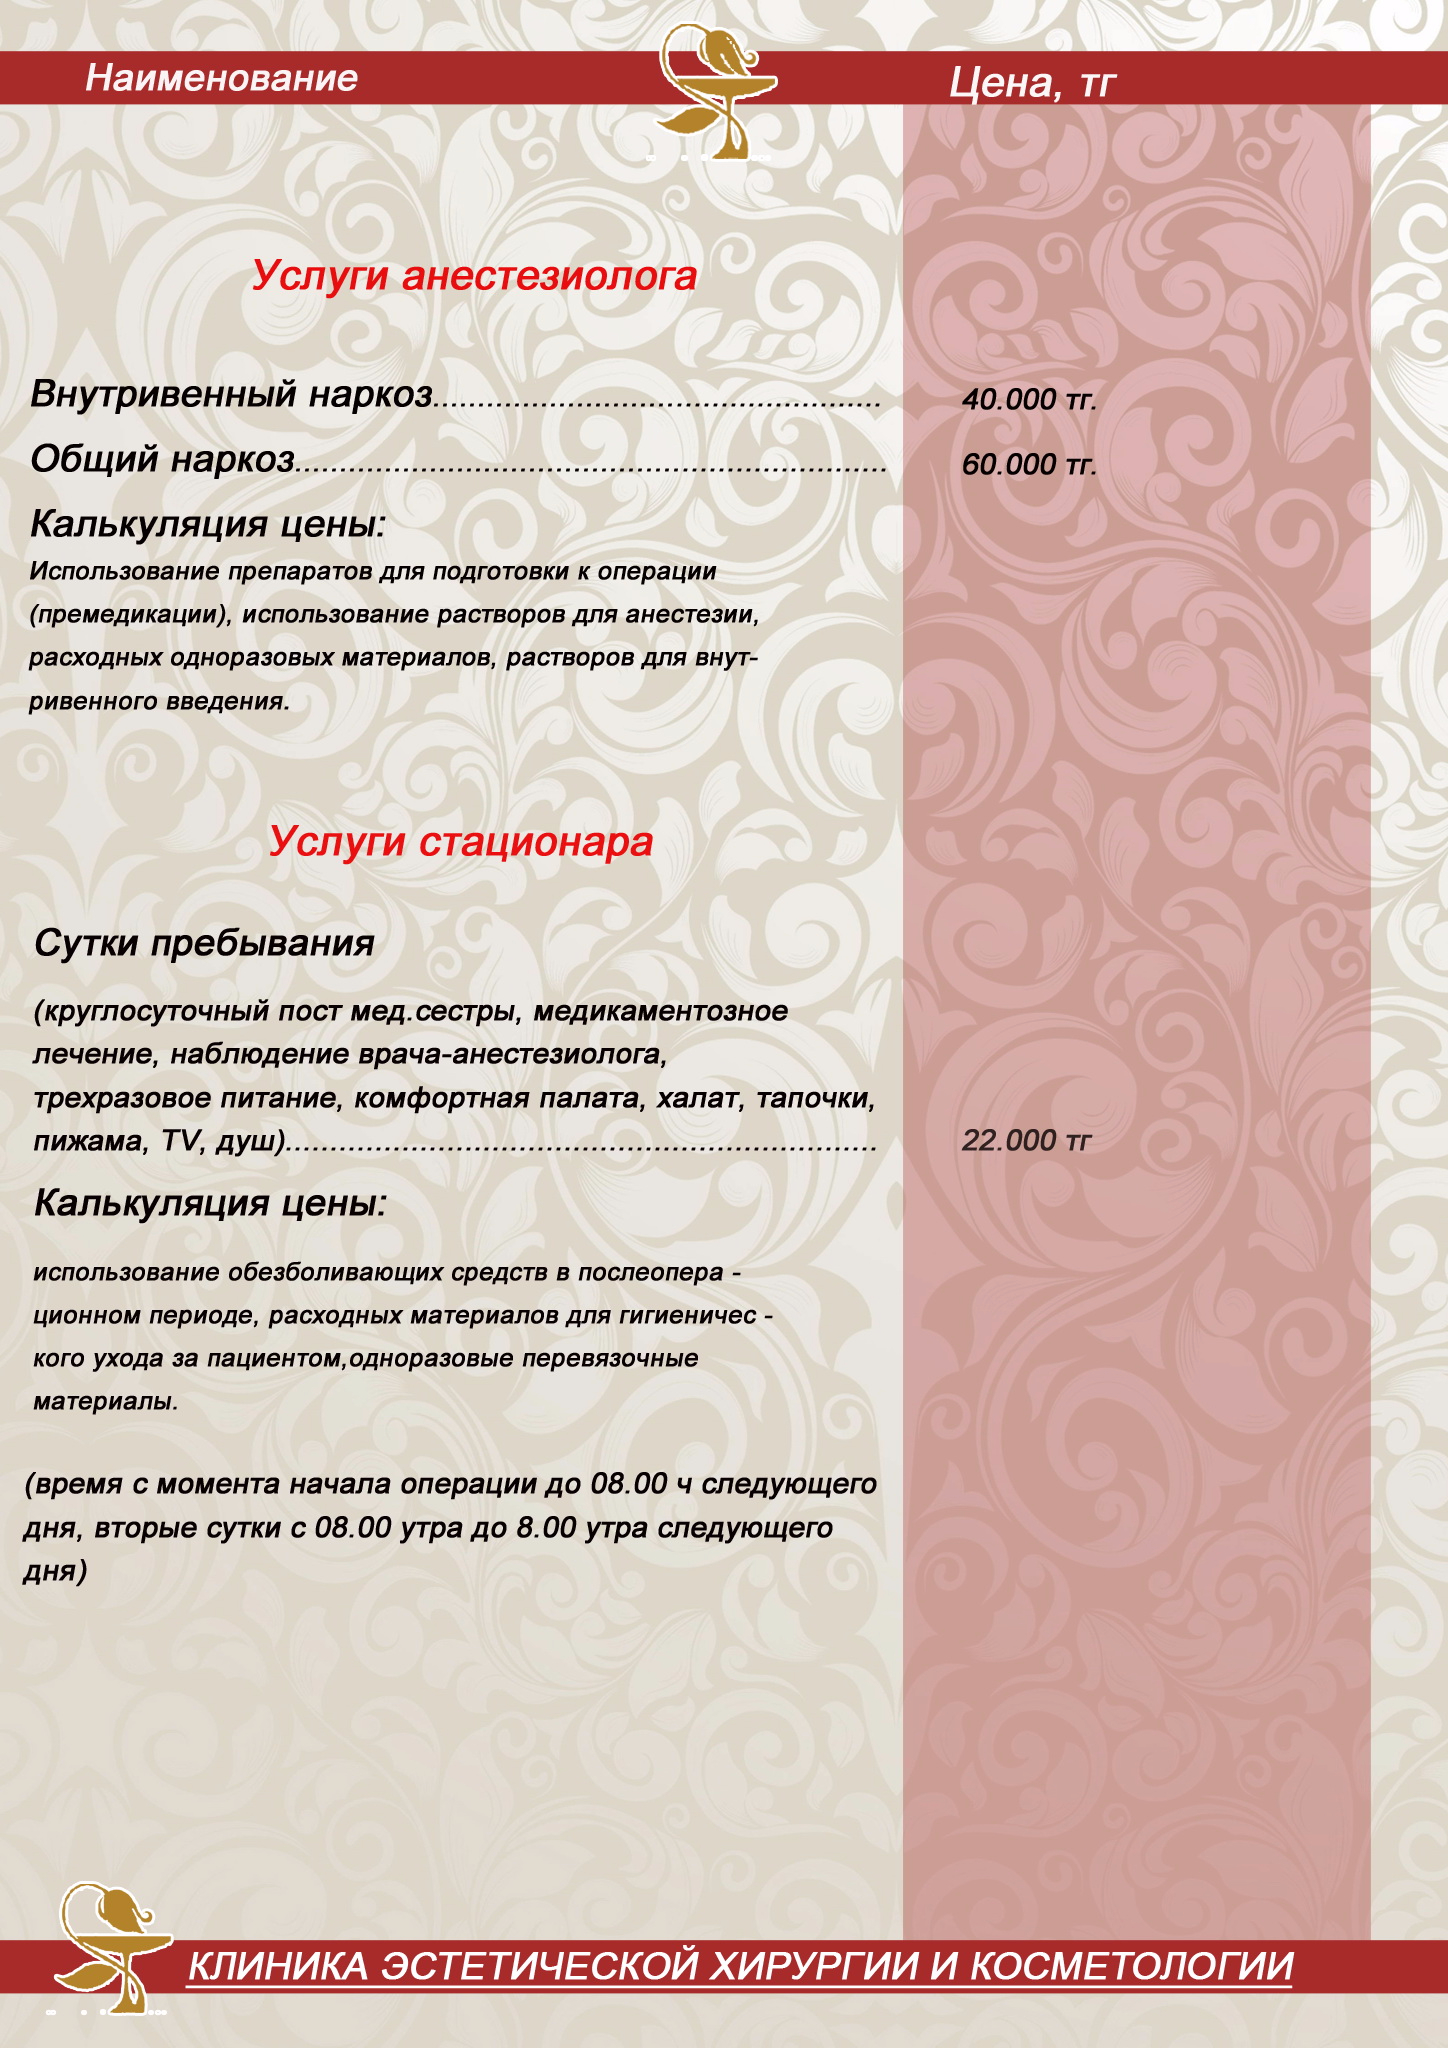 Наименование
Цена, тг
Услуги анестезиолога
Внутривенный наркоз.................................................. 40.000 тг.
Общий наркоз.................................................................. 60.000 тг.
Калькуляция цены:
Использование препаратов для подготовки к операции
(премедикации), использование растворов для анестезии,
расходных одноразовых материалов, растворов для внут-
ривенного введения.
Услуги стационара
Сутки пребывания
(круглосуточный пост мед.сестры, медикаментозное
лечение, наблюдение врача-анестезиолога,
трехразовое питание, комфортная палата, халат, тапочки,
пижама, TV, душ).................................................................. 22.000 тг
Калькуляция цены:
использование обезболивающих средств в послеопера -
ционном периоде, расходных материалов для гигиеничес -
кого ухода за пациентом,одноразовые перевязочные
материалы.
(время с момента начала операции до 08.00 ч следующего
дня, вторые сутки с 08.00 утра до 8.00 утра следующего
дня)
КЛИНИКА ЭСТЕТИЧЕСКОЙ ХИРУРГИИ И КОСМЕТОЛОГИИ